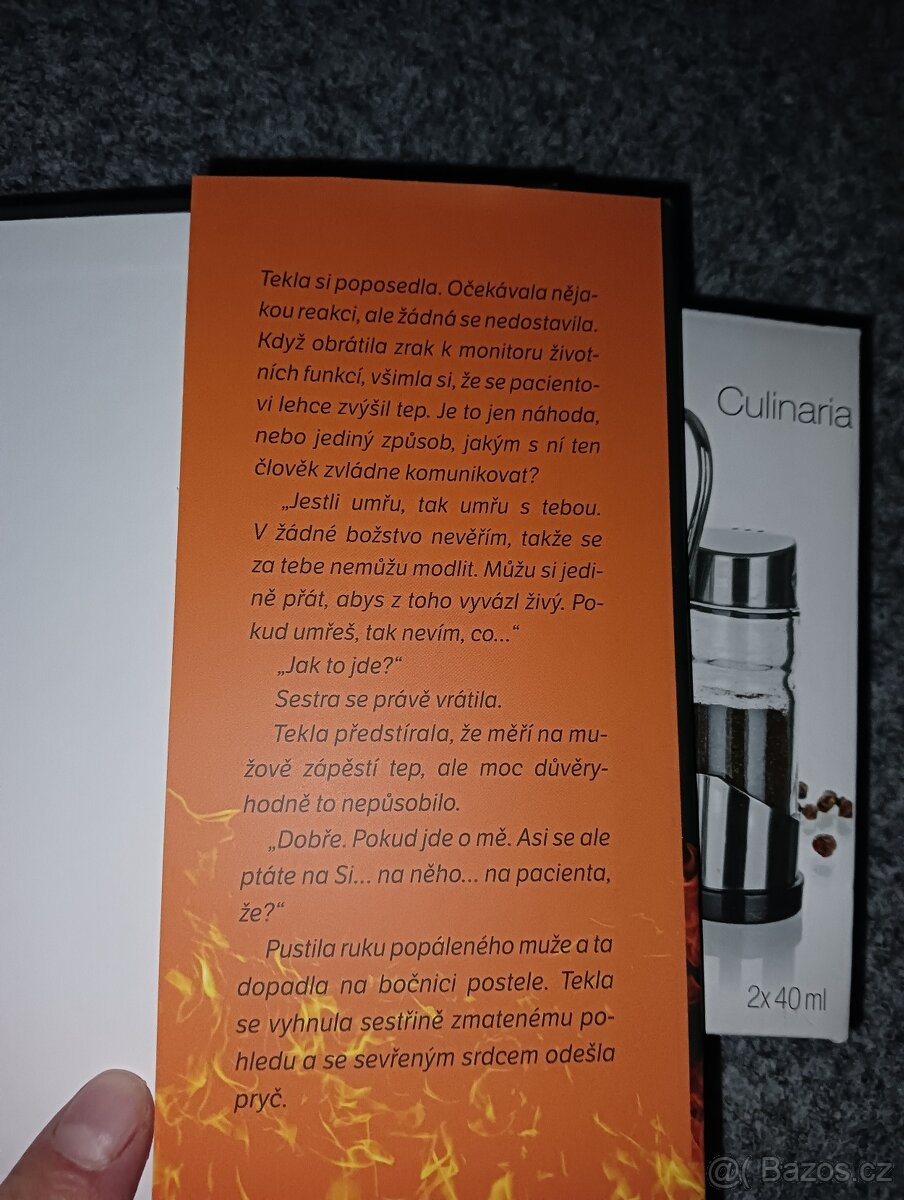 Tekla si poposedla. Očekávala něja-
kou reakci, ale žádná se nedostavila.
Když obrátila zrak k monitoru život-
ních funkcí, všimla si, že se paciento-
vi lehce zvýšil tep. Je to jen náhoda,
nebo jediný způsob, jakým s ní ten
člověk zvládne komunikovat?
„Jestli umřu, tak umřu s tebou.
V žádné božstvo nevěřím, takže se
za tebe nemůžu modlit. Můžu si jedi-
ně přát, abys z toho vyvázl živý. Po-
kud umřeš, tak nevím, co…“
„Jak to jde?“
Sestra se právě vrátila.
Tekla předstírala, že měří na mu-
žově zápěstí tep, ale moc důvěry-
hodně to nepůsobilo.
„Dobře. Pokud jde o mě. Asi se ale
ptáte na Si… na něho… na pacienta,
že?“
Pustila ruku popáleného muže a ta
dopadla na bočnici postele. Tekla
se vyhnula sestřině zmatenému po-
hledu a se sevřeným srdcem odešla
pryč.
Culinaria
2x 40 ml
Bazos.cz